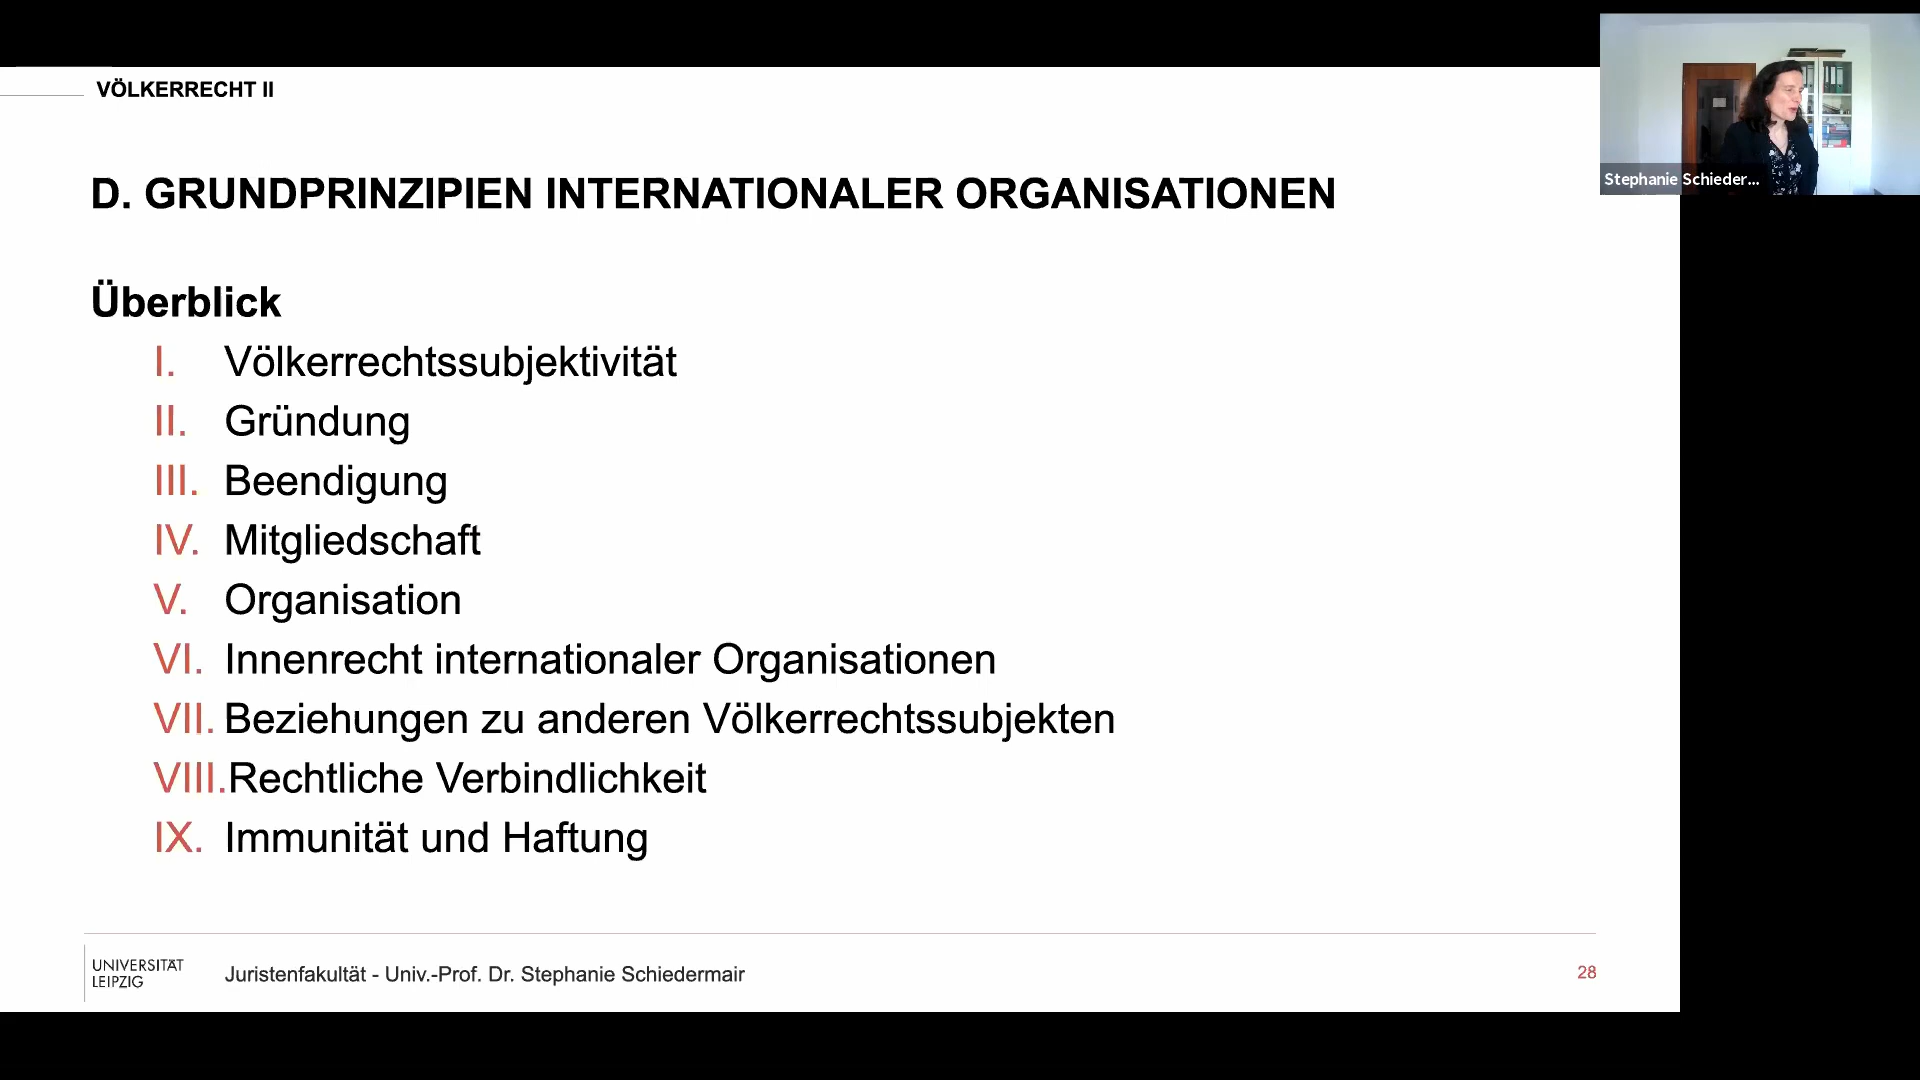 VÖLKERRECHT II
D. GRUNDPRINZIPIEN INTERNATIONALER ORGANISATIONEN
Überblick
I. Völkerrechtssubjektivität
II. Gründung
III. Beendigung
IV. Mitgliedschaft
V. Organisation
VI. Innenrecht internationaler Organisationen
VII. Beziehungen zu anderen Völkerrechtssubjekten
VIII. Rechtliche Verbindlichkeit
IX. Immunität und Haftung
UNIVERSITÄT
LEIPZIG
Juristenfakultät - Univ.-Prof. Dr. Stephanie Schiedermair
28
Stephanie Schieder...